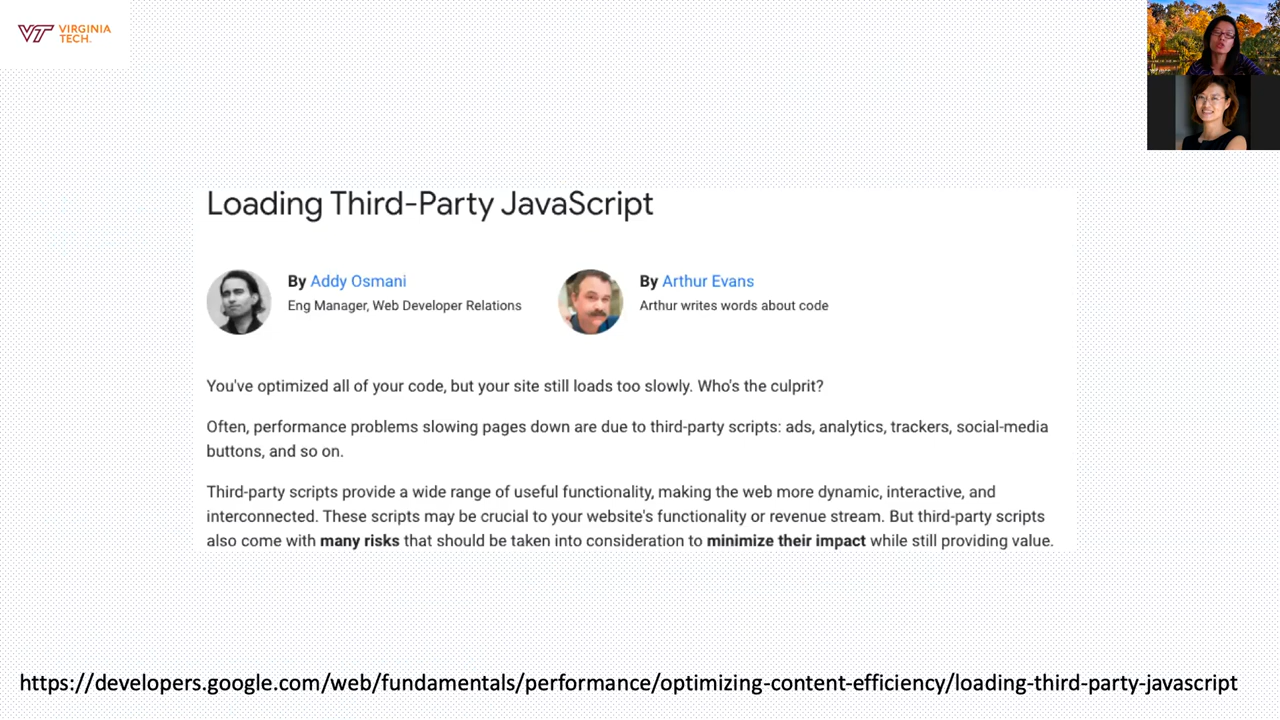 VT VIRGINIA
TECH.
Loading Third-Party JavaScript
By Addy Osmani
Eng Manager, Web Developer Relations
By Arthur Evans
Arthur writes words about code
You've optimized all of your code, but your site still loads too slowly. Who's the culprit?
Often, performance problems slowing pages down are due to third-party scripts: ads, analytics, trackers, social-media
buttons, and so on.
Third-party scripts provide a wide range of useful functionality, making the web more dynamic, interactive, and
interconnected. These scripts may be crucial to your website's functionality or revenue stream. But third-party scripts
also come with many risks that should be taken into consideration to minimize their impact while still providing value.
https://developers.google.com/web/fundamentals/performance/optimizing-content-efficiency/loading-third-party-javascript